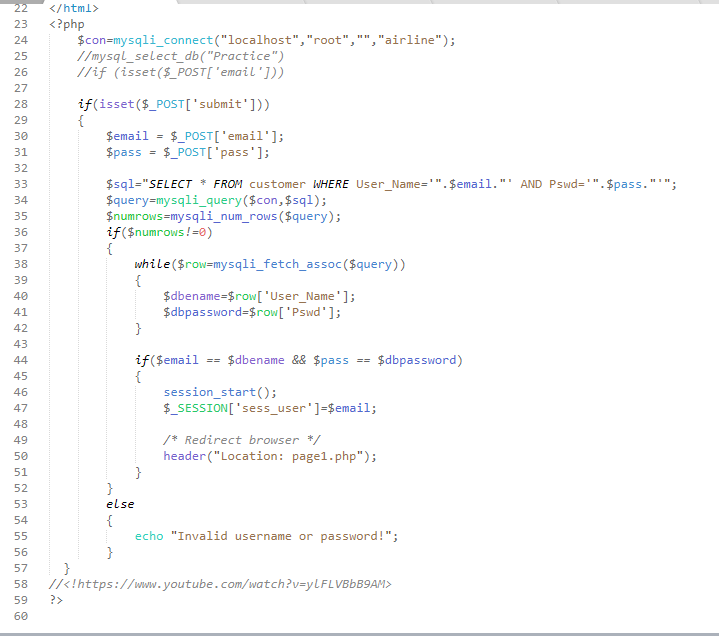 22 </html>
23 <?php
24 $con=mysqli_connect("localhost","root","","airline");
25 //mysql_select_db("Practice")
26 //if (isset($_POST['email']))
27
28 if(isset($_POST['submit']))
29 {
30 $email = $_POST['email'];
31 $pass = $_POST['pass'];
32
33 $sql="SELECT * FROM customer WHERE User_Name='".$email."' AND Pswd='".$pass."'";
34 $query=mysqli_query($con,$sql);
35 $numrows=mysqli_num_rows($query);
36 if($numrows!=0)
37 {
38 while($row=mysqli_fetch_assoc($query))
39 {
40 $dbename=$row['User_Name'];
41 $dbpassword=$row['Pswd'];
42 }
43
44 if($email == $dbename && $pass == $dbpassword)
45 {
46 session_start();
47 $_SESSION['sess_user']=$email;
48
49 /* Redirect browser */
50 header("Location: page1.php");
51 }
52 }
53 else
54 {
55 echo "Invalid username or password!";
56 }
57 }
58 //<!https://www.youtube.com/watch?v=ylFLVBbB9AM>
59 ?>
60